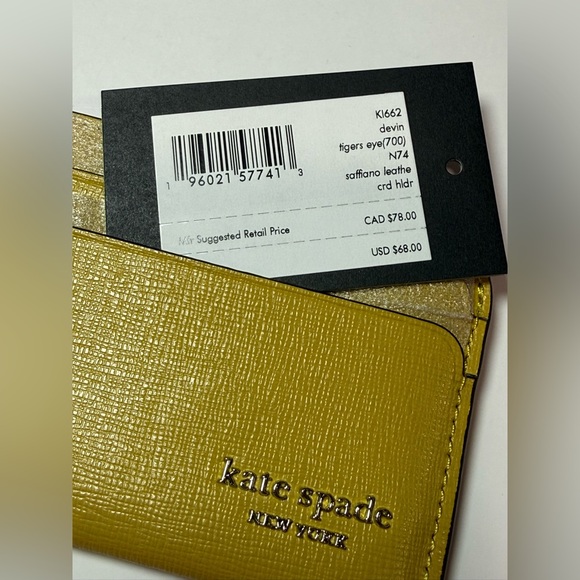 KI662
devin
tigers eye(700)
N74
saffiano leathe
crd hldr
1 96021 57741 3
Suggested Retail Price CAD $78.00
USD $68.00
kate spade
NEW YORK